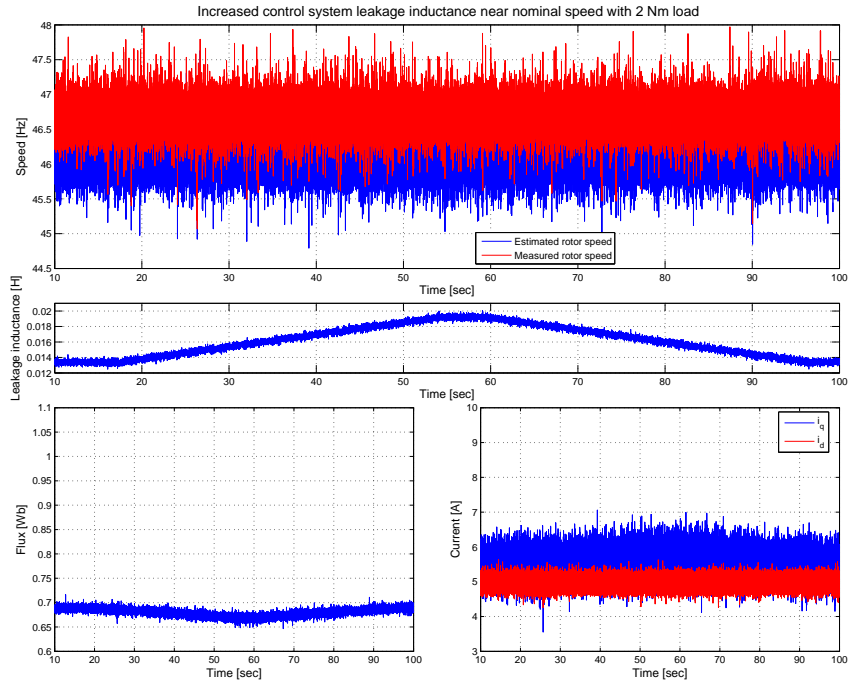 Increased control system leakage inductance near nominal speed with 2 Nm load
48
47.5
47
46.5
46
45.5
45
44.5
Speed [Hz]
Estimated rotor speed
Measured rotor speed
10 20 30 40 50 60 70 80 90 100
Time [sec]
0.02
0.018
0.016
0.014
0.012
Leakage inductance [H]
10 20 30 40 50 60 70 80 90 100
Time [sec]
1.1
1.05
1
0.95
0.9
0.85
0.8
0.75
0.7
0.65
0.6
Flux [Wb]
10 20 30 40 50 60 70 80 90 100
Time [sec]
10
9
8
7
6
5
4
3
Current [A]
i_q
i_d
10 20 30 40 50 60 70 80 90 100
Time [sec]